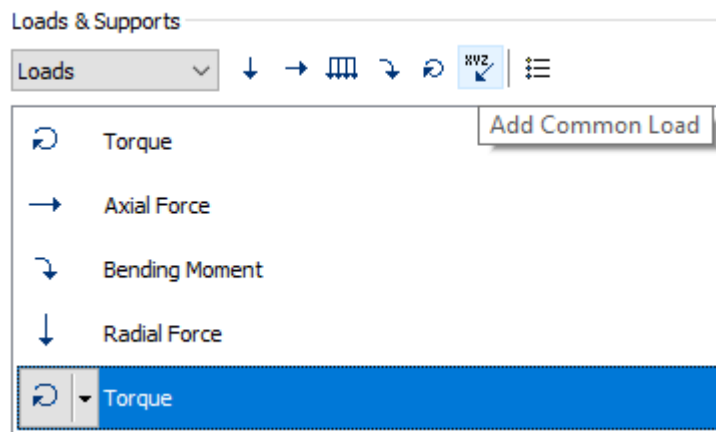 Loads & Supports
Loads
XYZ
Add Common Load
Torque
Axial Force
Bending Moment
Radial Force
Torque